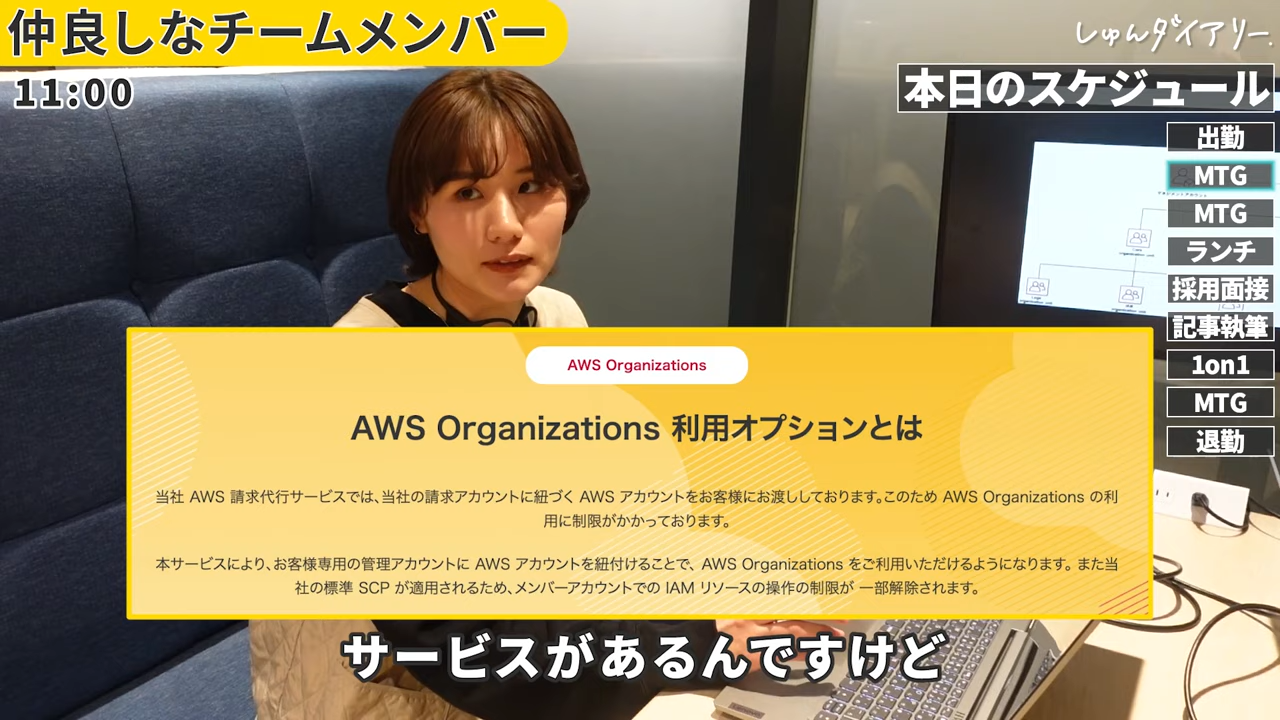 仲良しなチームメンバー
11:00
しゅんダイアリー.
本日のスケジュール
出勤
MTG
MTG
ランチ
採用面接
記事執筆
1on1
MTG
退勤
AWS Organizations
AWS Organizations 利用オプションとは
当社 AWS 請求代行サービスでは、当社の請求アカウントに紐づく AWS アカウントをお客様にお渡ししております。このため AWS Organizations の利
用に制限がかかっております。
本サービスにより、お客様専用の管理アカウントに AWS アカウントを紐付けることで、 AWS Organizations をご利用いただけるようになります。 また当
社の標準 SCP が適用されるため、メンバーアカウントでの IAM リソースの操作の制限が 一部解除されます。
サービスがあるんですけど